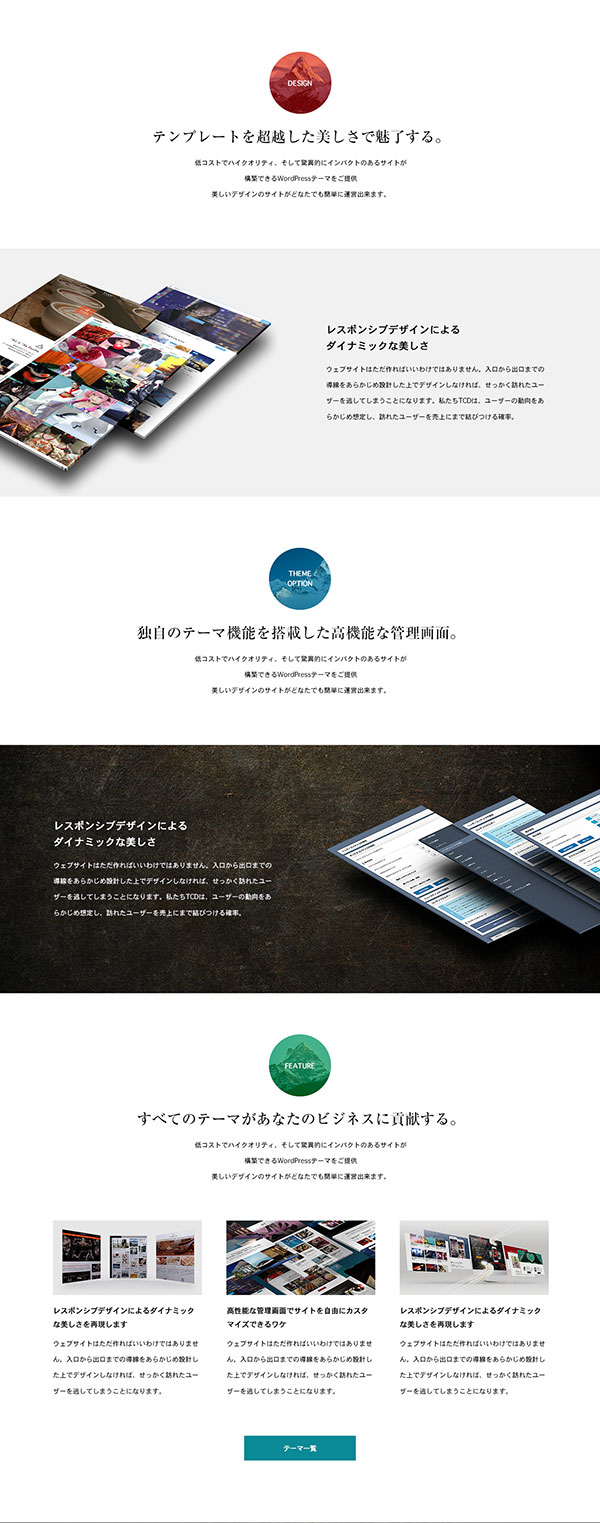 DESIGN
テンプレートを超越した美しさで魅了する。
低コストでハイクオリティ、そして驚異的にインパクトのあるサイトが
構築できるWordPressテーマをご提供
美しいデザインのサイトがどなたでも簡単に運営出来ます。
レスポンシブデザインによる
ダイナミックな美しさ
ウェブサイトはただ作ればいいわけではありません。入口から出口までの
導線をあらかじめ設計した上でデザインしなければ、せっかく訪れたユー
ザーを逃してしまうことになります。私たちTCDは、ユーザーの動向をあ
らかじめ想定し、訪れたユーザーを売上にまで結びつける確率。
THEME
OPTION
独自のテーマ機能を搭載した高機能な管理画面。
低コストでハイクオリティ、そして驚異的にインパクトのあるサイトが
構築できるWordPressテーマをご提供
美しいデザインのサイトがどなたでも簡単に運営出来ます。
レスポンシブデザインによる
ダイナミックな美しさ
ウェブサイトはただ作ればいいわけではありません。入口から出口までの
導線をあらかじめ設計した上でデザインしなければ、せっかく訪れたユー
ザーを逃してしまうことになります。私たちTCDは、ユーザーの動向をあ
らかじめ想定し、訪れたユーザーを売上にまで結びつける確率。
FEATURE
すべてのテーマがあなたのビジネスに貢献する。
低コストでハイクオリティ、そして驚異的にインパクトのあるサイトが
構築できるWordPressテーマをご提供
美しいデザインのサイトがどなたでも簡単に運営出来ます。
レスポンシブデザインによるダイナミック
な美しさを再現します
ウェブサイトはただ作ればいいわけではありませ
ん。入口から出口までの導線をあらかじめ設計し
た上でデザインしなければ、せっかく訪れたユー
ザーを逃してしまうことになります。
高性能な管理画面でサイトを自由にカスタ
マイズできるワケ
ウェブサイトはただ作ればいいわけではありませ
ん。入口から出口までの導線をあらかじめ設計し
た上でデザインしなければ、せっかく訪れたユー
ザーを逃してしまうことになります。
レスポンシブデザインによるダイナミック
な美しさを再現します
ウェブサイトはただ作ればいいわけではありませ
ん。入口から出口までの導線をあらかじめ設計し
た上でデザインしなければ、せっかく訪れたユー
ザーを逃してしまうことになります。
テーマ一覧